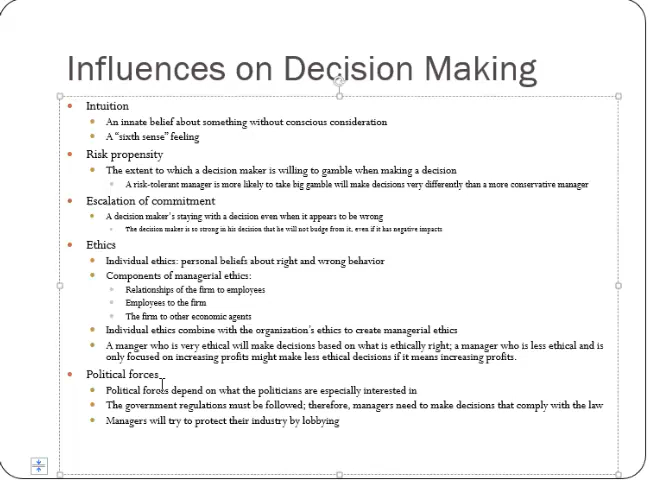 Influences on Decision Making
Intuition
An innate belief about something without conscious consideration
A “sixth sense” feeling
Risk propensity
The extent to which a decision maker is willing to gamble when making a decision
A risk-tolerant manager is more likely to take big gamble will make decisions very differently than a more conservative manager
Escalation of commitment
A decision maker’s staying with a decision even when it appears to be wrong
The decision maker is so strong in his decision that he will not budge from it, even if it has negative impacts
Ethics
Individual ethics: personal beliefs about right and wrong behavior
Components of managerial ethics:
Relationships of the firm to employees
Employees to the firm
The firm to other economic agents
Individual ethics combine with the organization’s ethics to create managerial ethics
A manger who is very ethical will make decisions based on what is ethically right; a manager who is less ethical and is
only focused on increasing profits might make less ethical decisions if it means increasing profits.
Political forces
Political forces depend on what the politicians are especially interested in
The government regulations must be followed; therefore, managers need to make decisions that comply with the law
Managers will try to protect their industry by lobbying